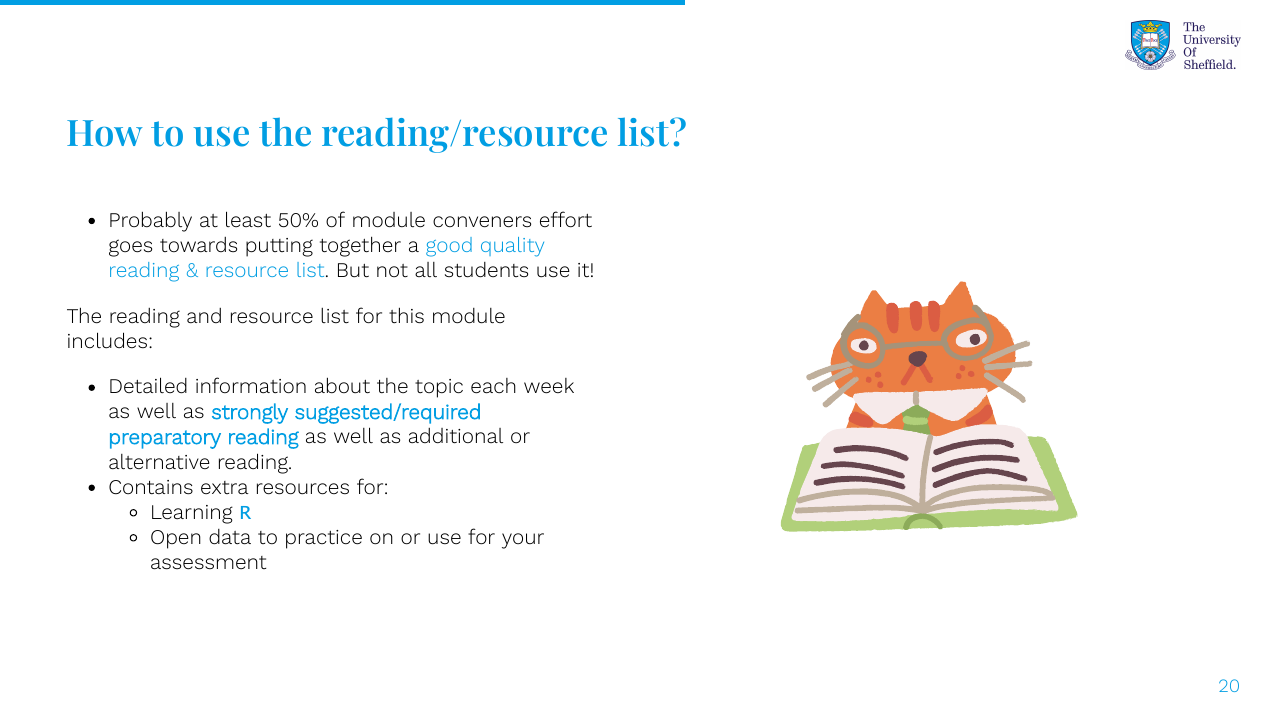 The
University
Of
Sheffield.
How to use the reading/resource list?
• Probably at least 50% of module conveners effort
goes towards putting together a good quality
reading & resource list. But not all students use it!
The reading and resource list for this module
includes:
• Detailed information about the topic each week
as well as strongly suggested/required
preparatory reading as well as additional or
alternative reading.
• Contains extra resources for:
◦ Learning R
◦ Open data to practice on or use for your
assessment
20